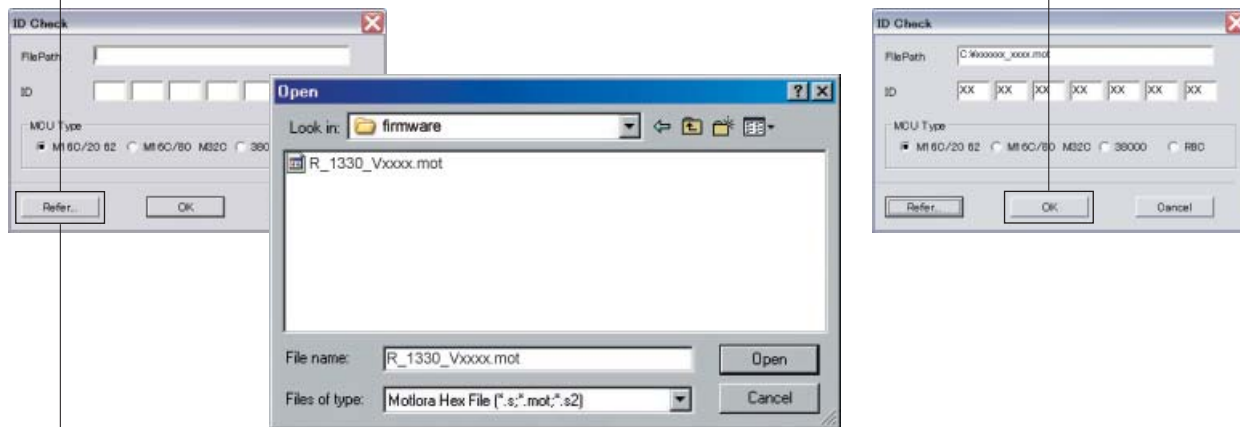 ID Check
FilePath
ID
MCU Type
M16C/20 62 M16C/80 M32C 380
Refer...
OK
Open
Look in: firmware
R_1330_Vxxxx.mot
File name: R_1330_Vxxxx.mot Open
Files of type: Motlora Hex File (*.s;*.mot;*.s2) Cancel
ID Check
FilePath
ID XX XX XX XX XX XX XX
MCU Type
M16C/20 62 M16C/80 M32C 38000 R8C
Refer... OK Cancel